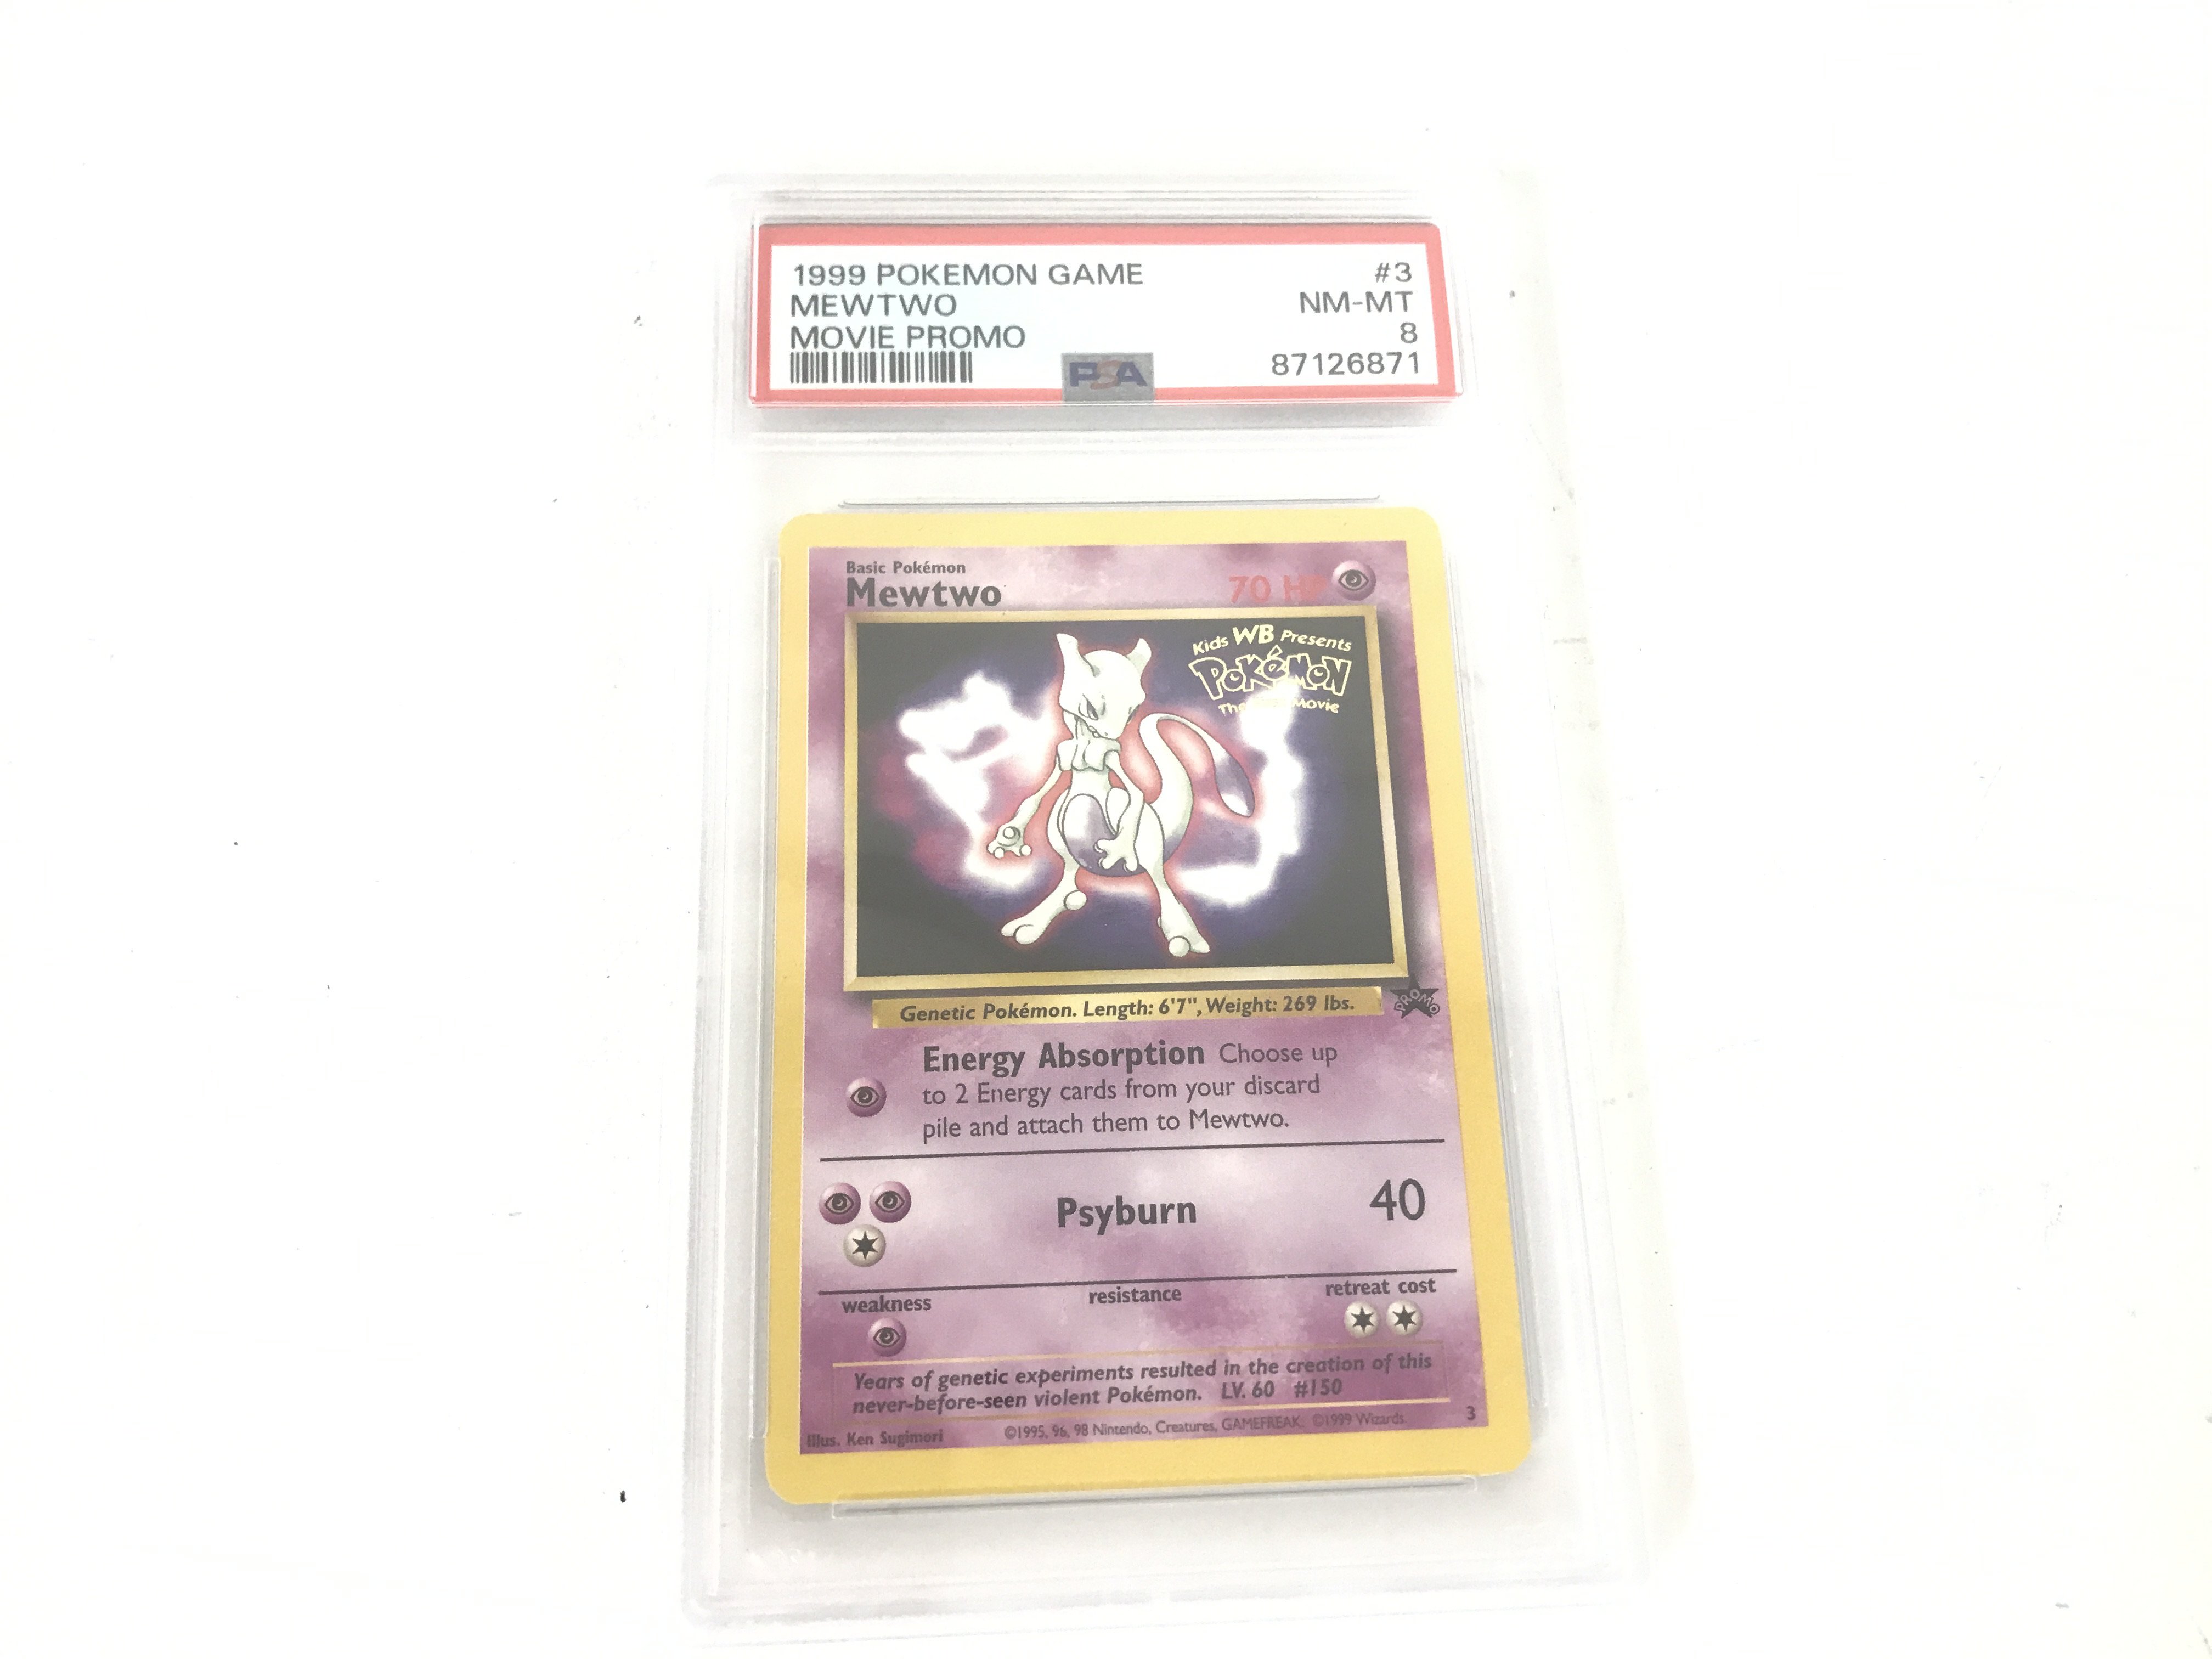 1999 POKEMON GAME #3
MEWTWO NM-MT
MOVIE PROMO 8
PSA 87126871
Basic Pokémon
Mewtwo 70 HP
Kids WB Presents
POKéMON
The Movie
Genetic Pokémon. Length: 6'7", Weight: 269 lbs.
PROMO
Energy Absorption Choose up
to 2 Energy cards from your discard
pile and attach them to Mewtwo.
Psyburn 40
weakness resistance retreat cost
Years of genetic experiments resulted in the creation of this
never-before-seen violent Pokémon. LV. 60 #150
3
Illus. Ken Sugimori ©1995, 96, 98 Nintendo, Creatures, GAMEFREAK. ©1999 Wizards.